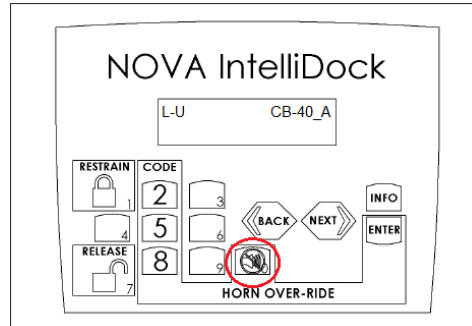 NOVA IntelliDock
L-U CB-40_A
RESTRAIN CODE
1 2 3
4 5 6
BACK NEXT INFO
ENTER
RELEASE
7 8 9 0
HORN OVER-RIDE